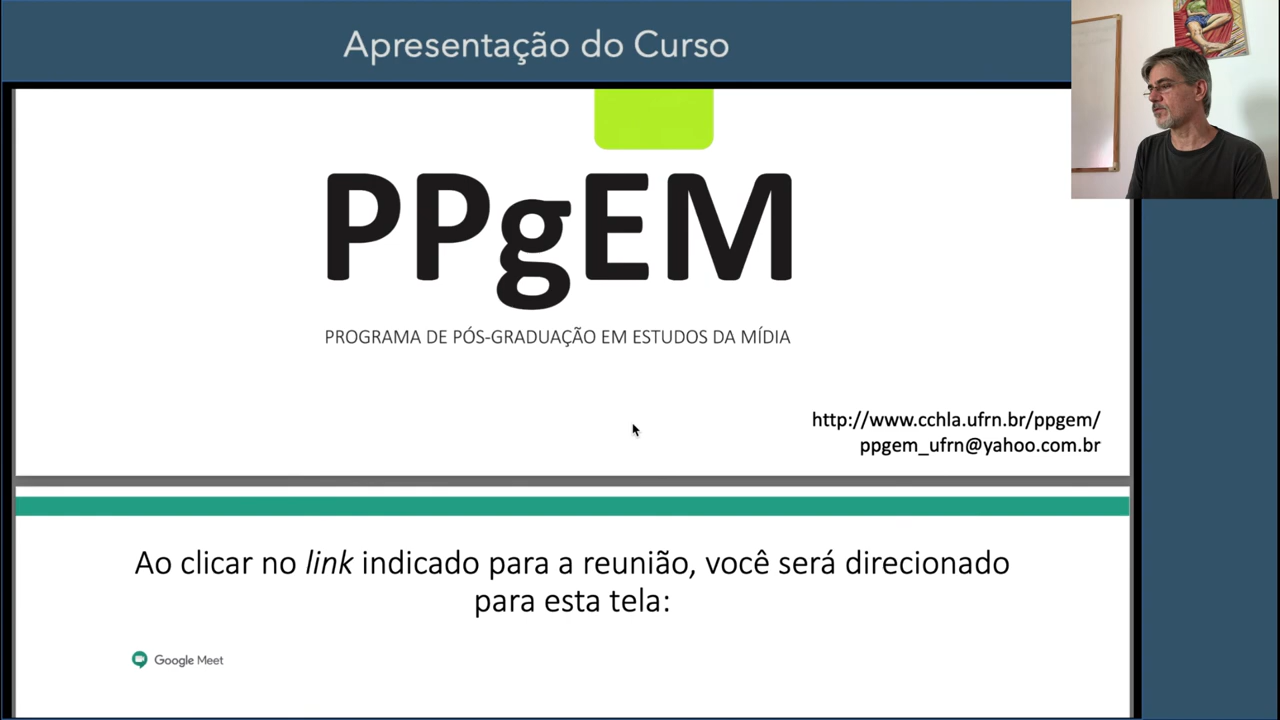 Apresentação do Curso
PPgEM
PROGRAMA DE PÓS-GRADUAÇÃO EM ESTUDOS DA MÍDIA
http://www.cchla.ufrn.br/ppgem/
ppgem_ufrn@yahoo.com.br
Ao clicar no link indicado para a reunião, você será direcionado
para esta tela:
Google Meet